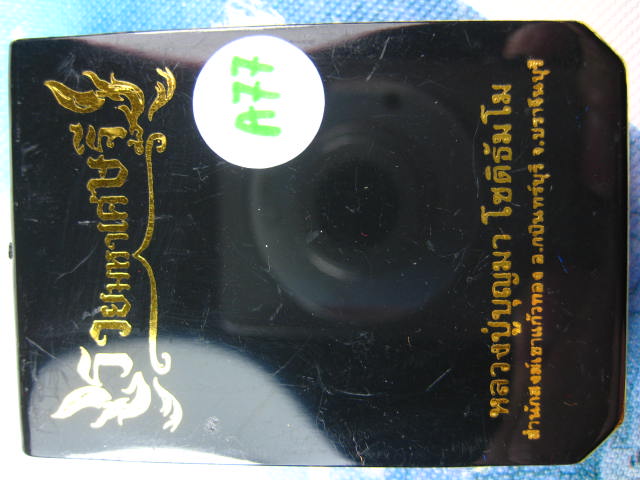 รวยมหาเศรษฐี
A77
หลวงปู่บุญมา โชติธัมโม
สำนักสงฆ์เขาแก้วทอง อ.กบินทร์บุรี จ.ปราจีนบุรี